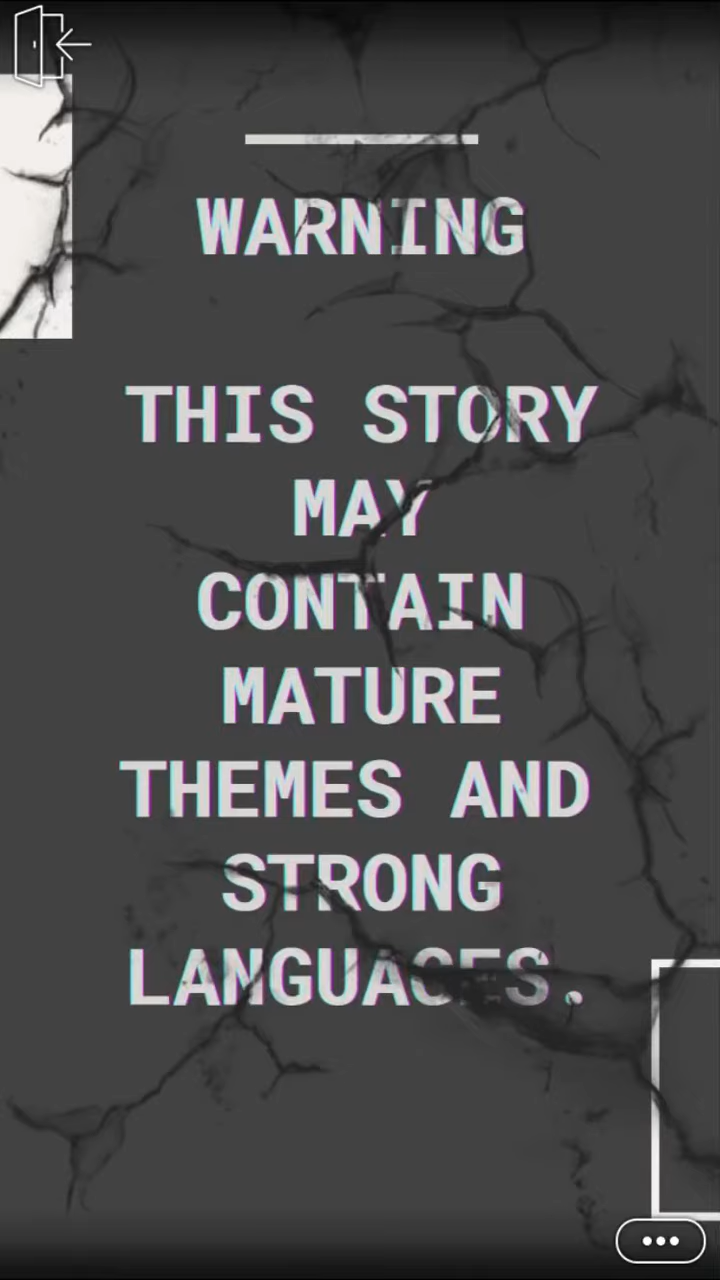 WARNING
THIS STORY
MAY
CONTAIN
MATURE
THEMES AND
STRONG
LANGUAGES.